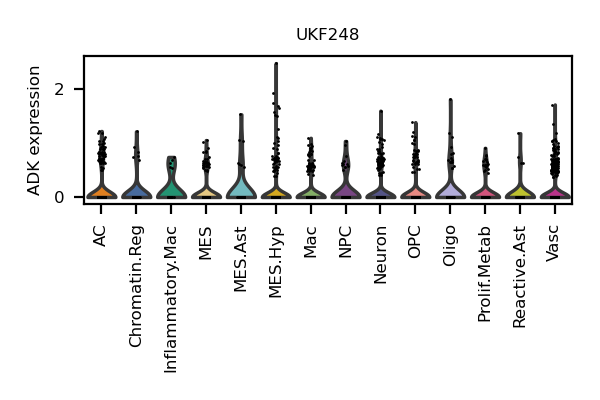 UKF248
ADK expression
2
0
AC
Chromatin.Reg
Inflammatory.Mac
MES
MES.Ast
MES.Hyp
Mac
NPC
Neuron
OPC
Oligo
Prolif.Metab
Reactive.Ast
Vasc